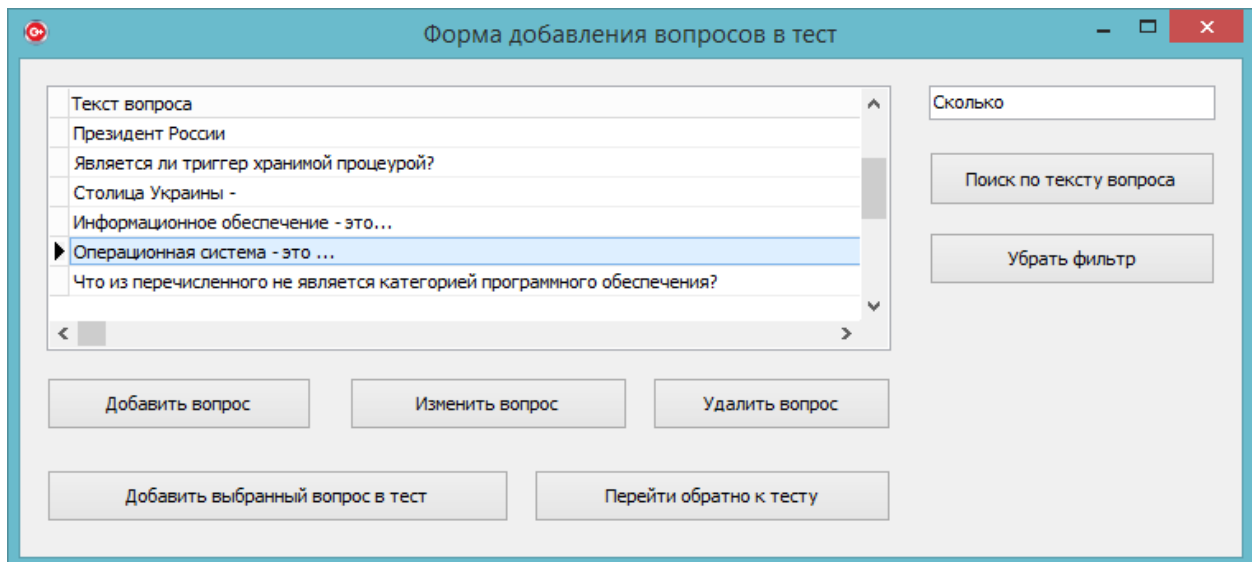 Форма добавления вопросов в тест
Текст вопроса
Президент России
Является ли триггер хранимой процеурой?
Столица Украины -
Информационное обеспечение - это...
Операционная система - это ...
Что из перечисленного не является категорией программного обеспечения?
Сколько
Поиск по тексту вопроса
Убрать фильтр
Добавить вопрос
Изменить вопрос
Удалить вопрос
Добавить выбранный вопрос в тест
Перейти обратно к тесту